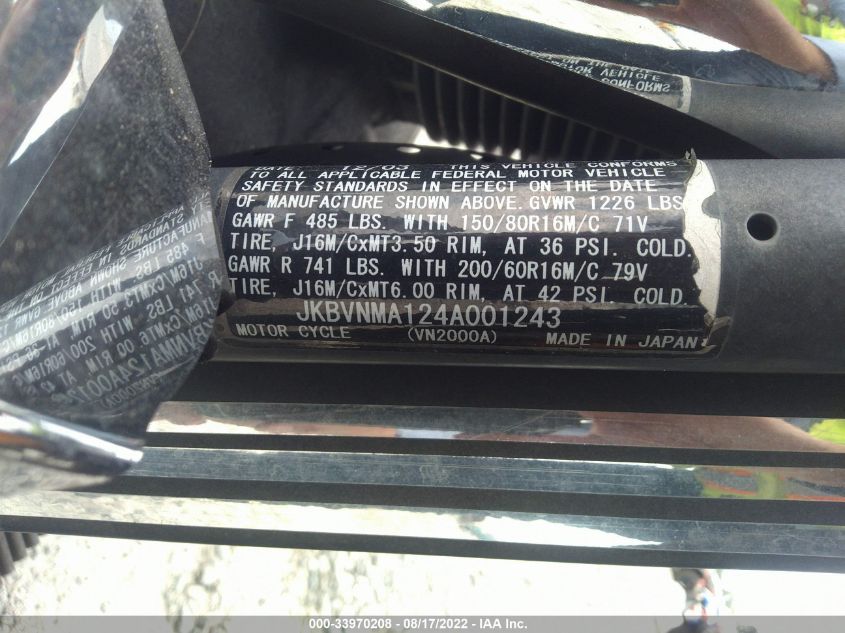 DATE 12/03 THIS VEHICLE CONFORMS
TO ALL APPLICABLE FEDERAL MOTOR VEHICLE
SAFETY STANDARDS IN EFFECT ON THE DATE
OF MANUFACTURE SHOWN ABOVE. GVWR 1226 LBS
GAWR F 485 LBS. WITH 150/80R16M/C 71V
TIRE, J16M/CxMT3.50 RIM, AT 36 PSI. COLD.
GAWR R 741 LBS. WITH 200/60R16M/C 79V
TIRE, J16M/CxMT6.00 RIM, AT 42 PSI. COLD.
JKBVNMA124A001243
MOTOR CYCLE (VN2000A) MADE IN JAPAN
000-33970208 - 08/17/2022 - IAA Inc.